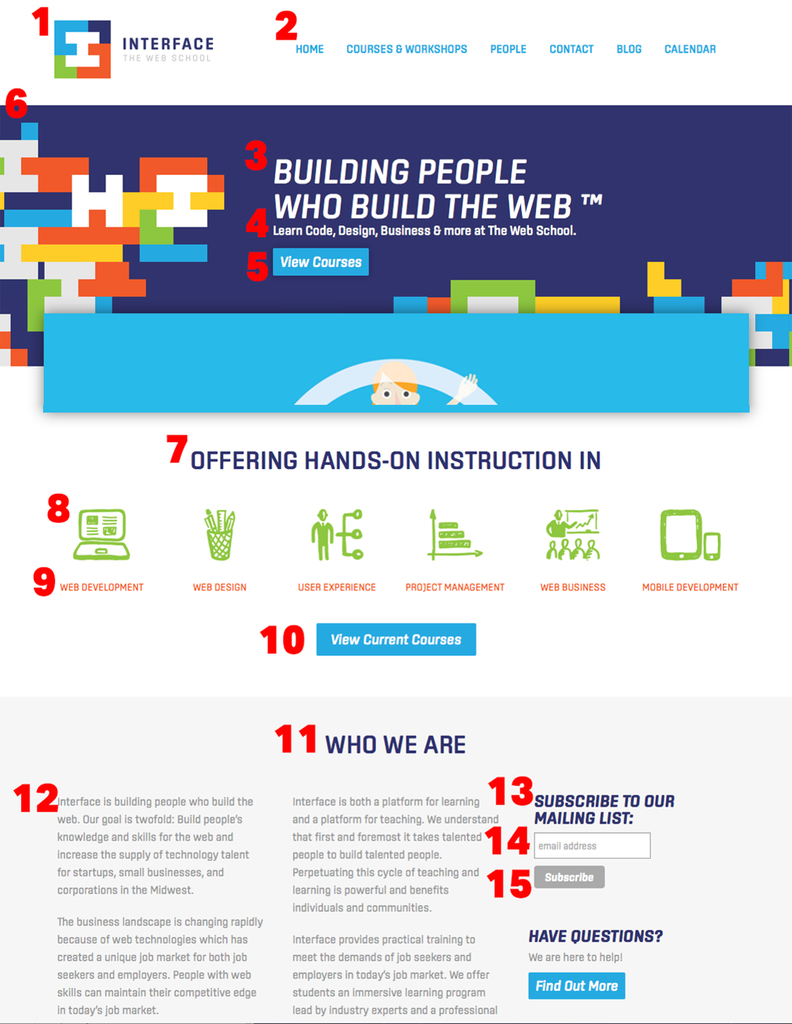 1
INTERFACE
THE WEB SCHOOL
2
HOME COURSES & WORKSHOPS PEOPLE CONTACT BLOG CALENDAR
6
3
BUILDING PEOPLE
WHO BUILD THE WEB ™
4
Learn Code, Design, Business & more at The Web School.
5
View Courses
7
OFFERING HANDS-ON INSTRUCTION IN
8
9
WEB DEVELOPMENT WEB DESIGN USER EXPERIENCE PROJECT MANAGEMENT WEB BUSINESS MOBILE DEVELOPMENT
10
View Current Courses
11
WHO WE ARE
12
Interface is building people who build the
web. Our goal is twofold: Build people's
knowledge and skills for the web and
increase the supply of technology talent
for startups, small businesses, and
corporations in the Midwest.
The business landscape is changing rapidly
because of web technologies which has
created a unique job market for both job
seekers and employers. People with web
skills can maintain their competitive edge
in today's job market.
Interface is both a platform for learning
and a platform for teaching. We understand
that first and foremost it takes talented
people to build talented people.
Perpetuating this cycle of teaching and
learning is powerful and benefits
individuals and communities.
Interface provides practical training to
meet the demands of job seekers and
employers in today's job market. We offer
students an immersive learning program
lead by industry experts and a professional
13
SUBSCRIBE TO OUR
MAILING LIST:
14
email address
15
Subscribe
HAVE QUESTIONS?
We are here to help!
Find Out More